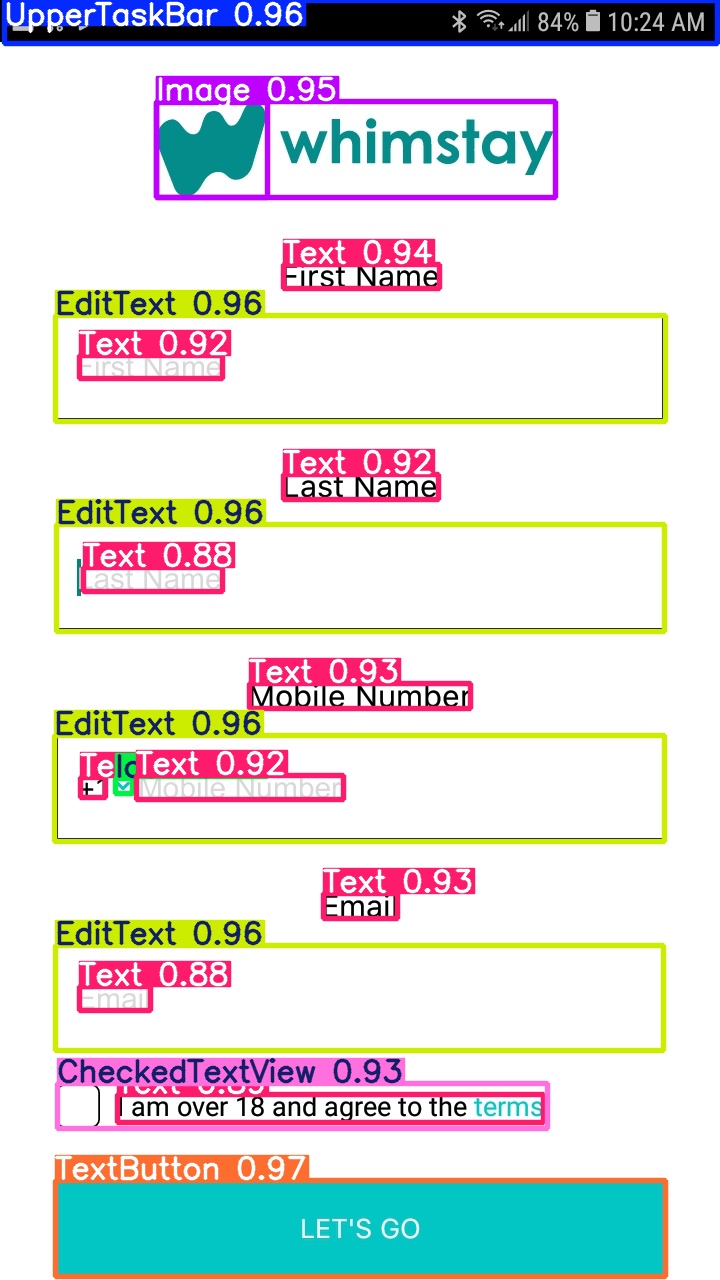 UpperTaskBar 0.96
84% 10:24 AM
Image 0.95
whimstay
Text 0.94
First Name
EditText 0.96
Text 0.92
First Name
Text 0.92
Last Name
EditText 0.96
Text 0.88
Last Name
Text 0.93
Mobile Number
EditText 0.96
Te Ic Text 0.92
+1 Mobile Number
Text 0.93
Email
EditText 0.96
Text 0.88
Email
CheckedTextView 0.93
Text 0.89
I am over 18 and agree to the terms
TextButton 0.97
LET'S GO